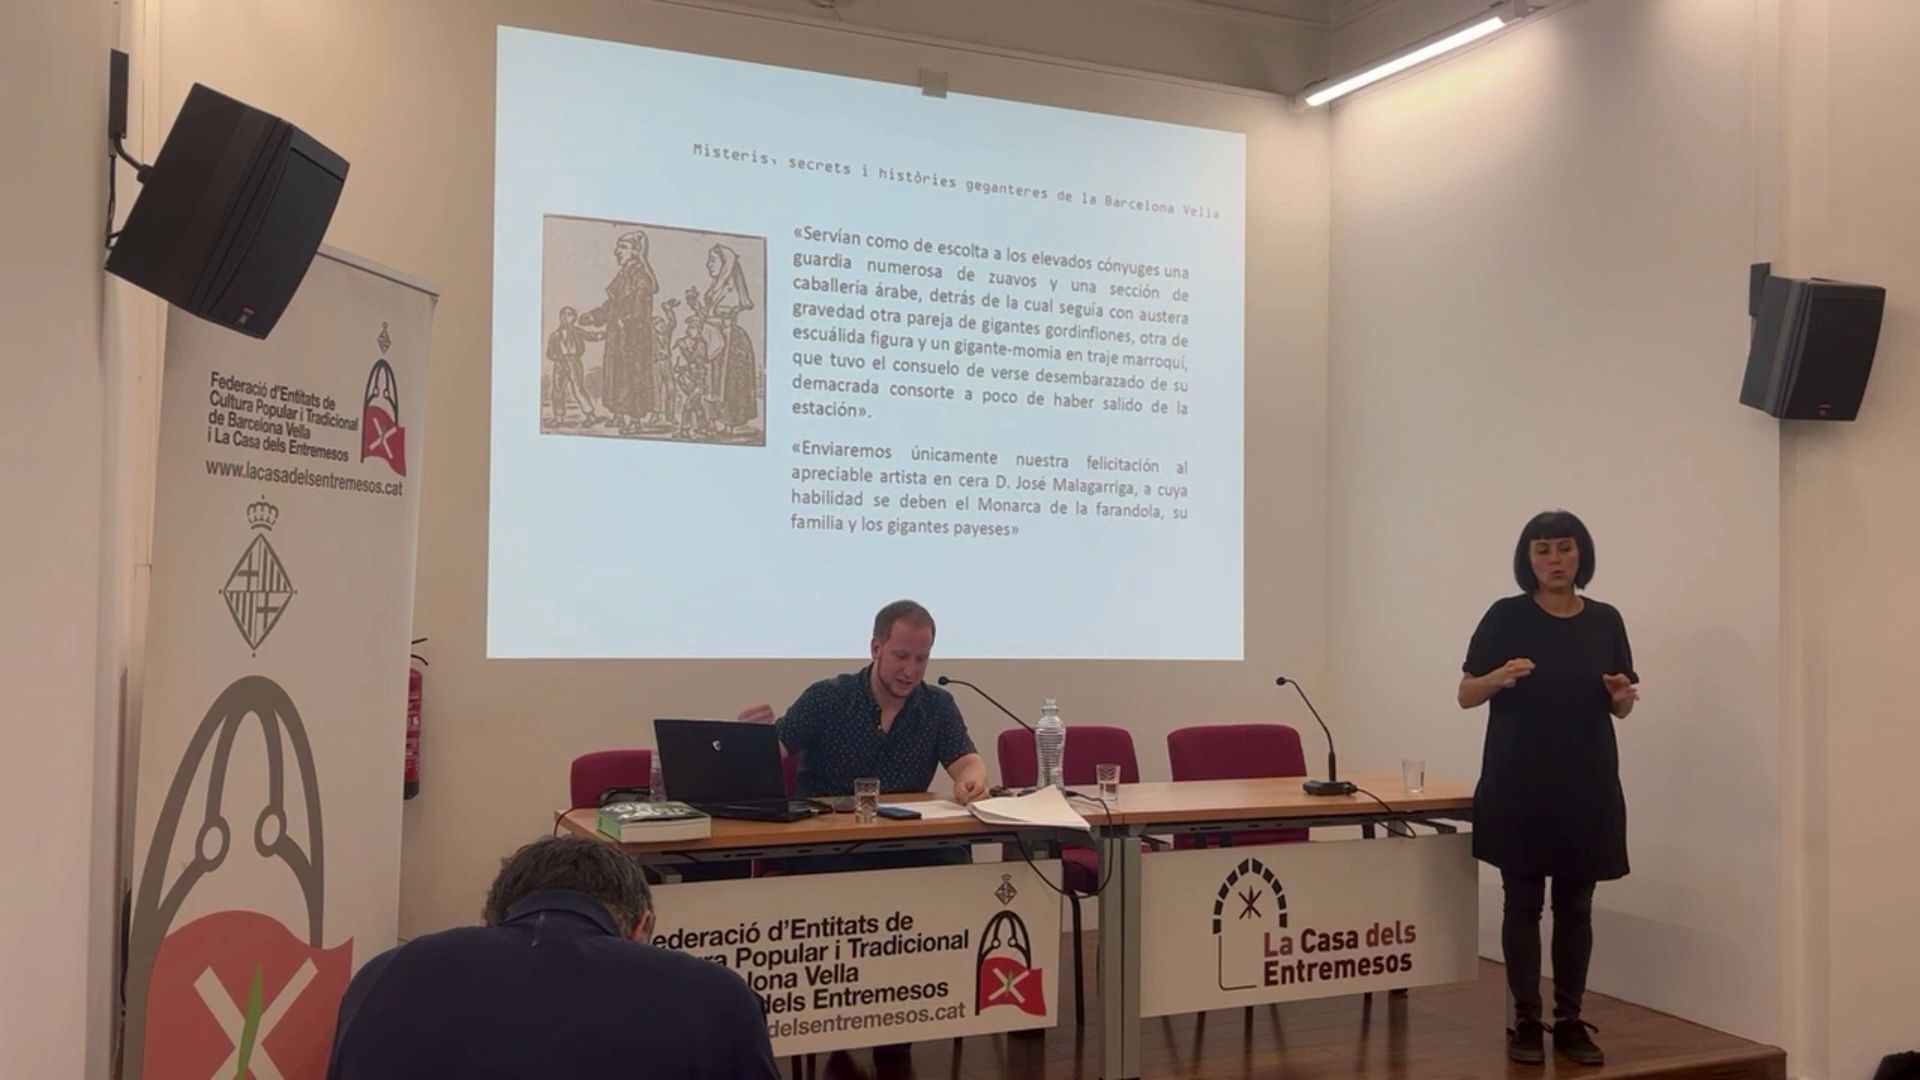 Misteris, secrets i històries geganteres de la Barcelona Vella
«Servían como de escolta a los elevados cónyuges una
guardia numerosa de zuavos y una sección de
caballería árabe, detrás de la cual seguía con austera
gravedad otra pareja de gigantes gordinflones, otra de
escuálida figura y un gigante-momia en traje marroquí,
que tuvo el consuelo de verse desembarazado de su
demacrada consorte a poco de haber salido de la
estación».
«Enviaremos únicamente nuestra felicitación al
apreciable artista en cera D. José Malagarriga, a cuya
habilidad se deben el Monarca de la farandola, su
familia y los gigantes payeses»
Federació d'Entitats de
Cultura Popular i Tradicional
de Barcelona Vella
i La Casa dels Entremesos
www.lacasadelsentremesos.cat
ederació d'Entitats de
ra Popular i Tradicional
lona Vella
dels Entremesos
delsentremesos.cat
La Casa dels
Entremesos